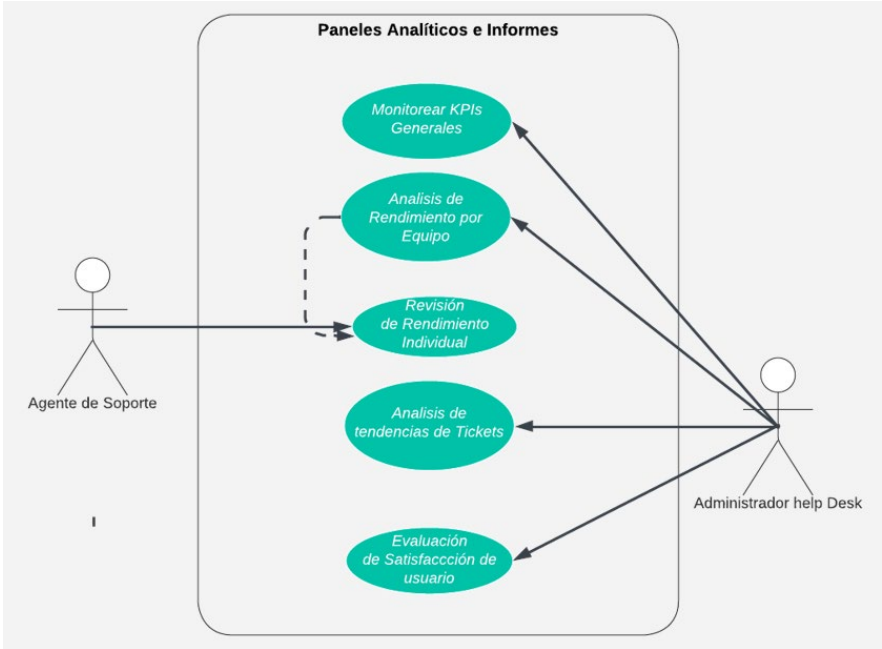 Paneles Analíticos e Informes
Monitorear KPIs
Generales
Analisis de
Rendimiento por
Equipo
Revisión
de Rendimiento
Individual
Agente de Soporte
Analisis de
tendencias de Tickets
Administrador help Desk
Evaluación
de Satisfaccción de
usuario